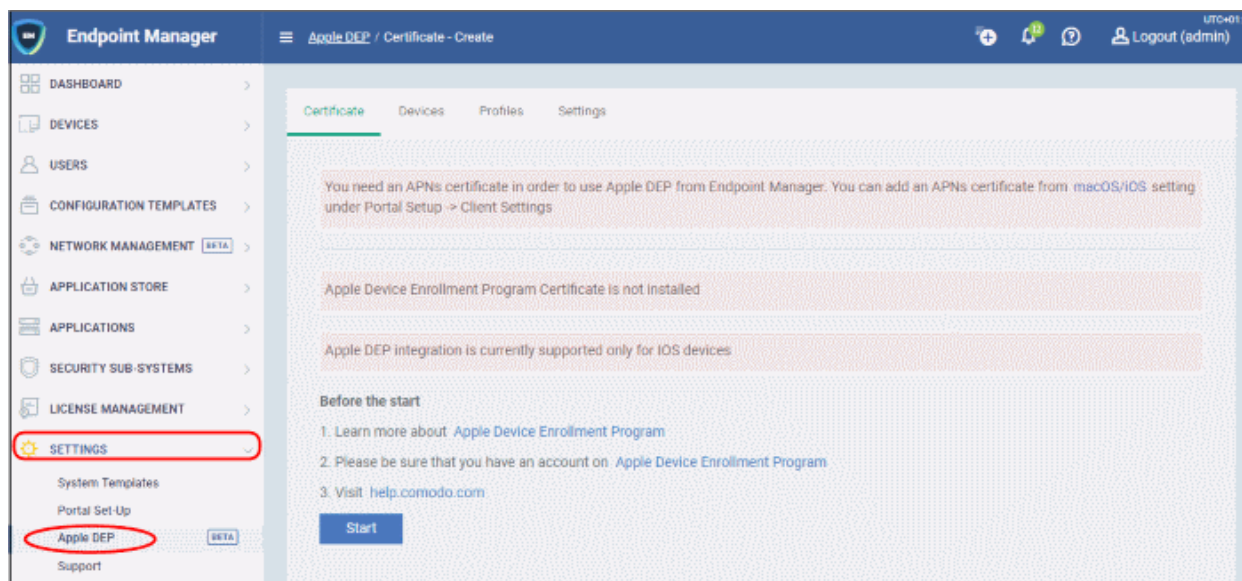 UTC+01
EM Endpoint Manager Apple DEP / Certificate - Create Logout (admin)
DASHBOARD
DEVICES
USERS
CONFIGURATION TEMPLATES
NETWORK MANAGEMENT BETA
APPLICATION STORE
APPLICATIONS
SECURITY SUB-SYSTEMS
LICENSE MANAGEMENT
SETTINGS
System Templates
Portal Set-Up
Apple DEP BETA
Support
Certificate Devices Profiles Settings
You need an APNs certificate in order to use Apple DEP from Endpoint Manager. You can add an APNs certificate from macOS/iOS setting
under Portal Setup -> Client Settings
Apple Device Enrollment Program Certificate is not installed
Apple DEP integration is currently supported only for IOS devices
Before the start
1. Learn more about Apple Device Enrollment Program
2. Please be sure that you have an account on Apple Device Enrollment Program
3. Visit help.comodo.com
Start